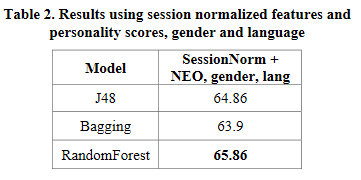 Table 2. Results using session normalized features and
personality scores, gender and language
Model
SessionNorm +
NEO, gender, lang
J48
64.86
Bagging
63.9
RandomForest
65.86